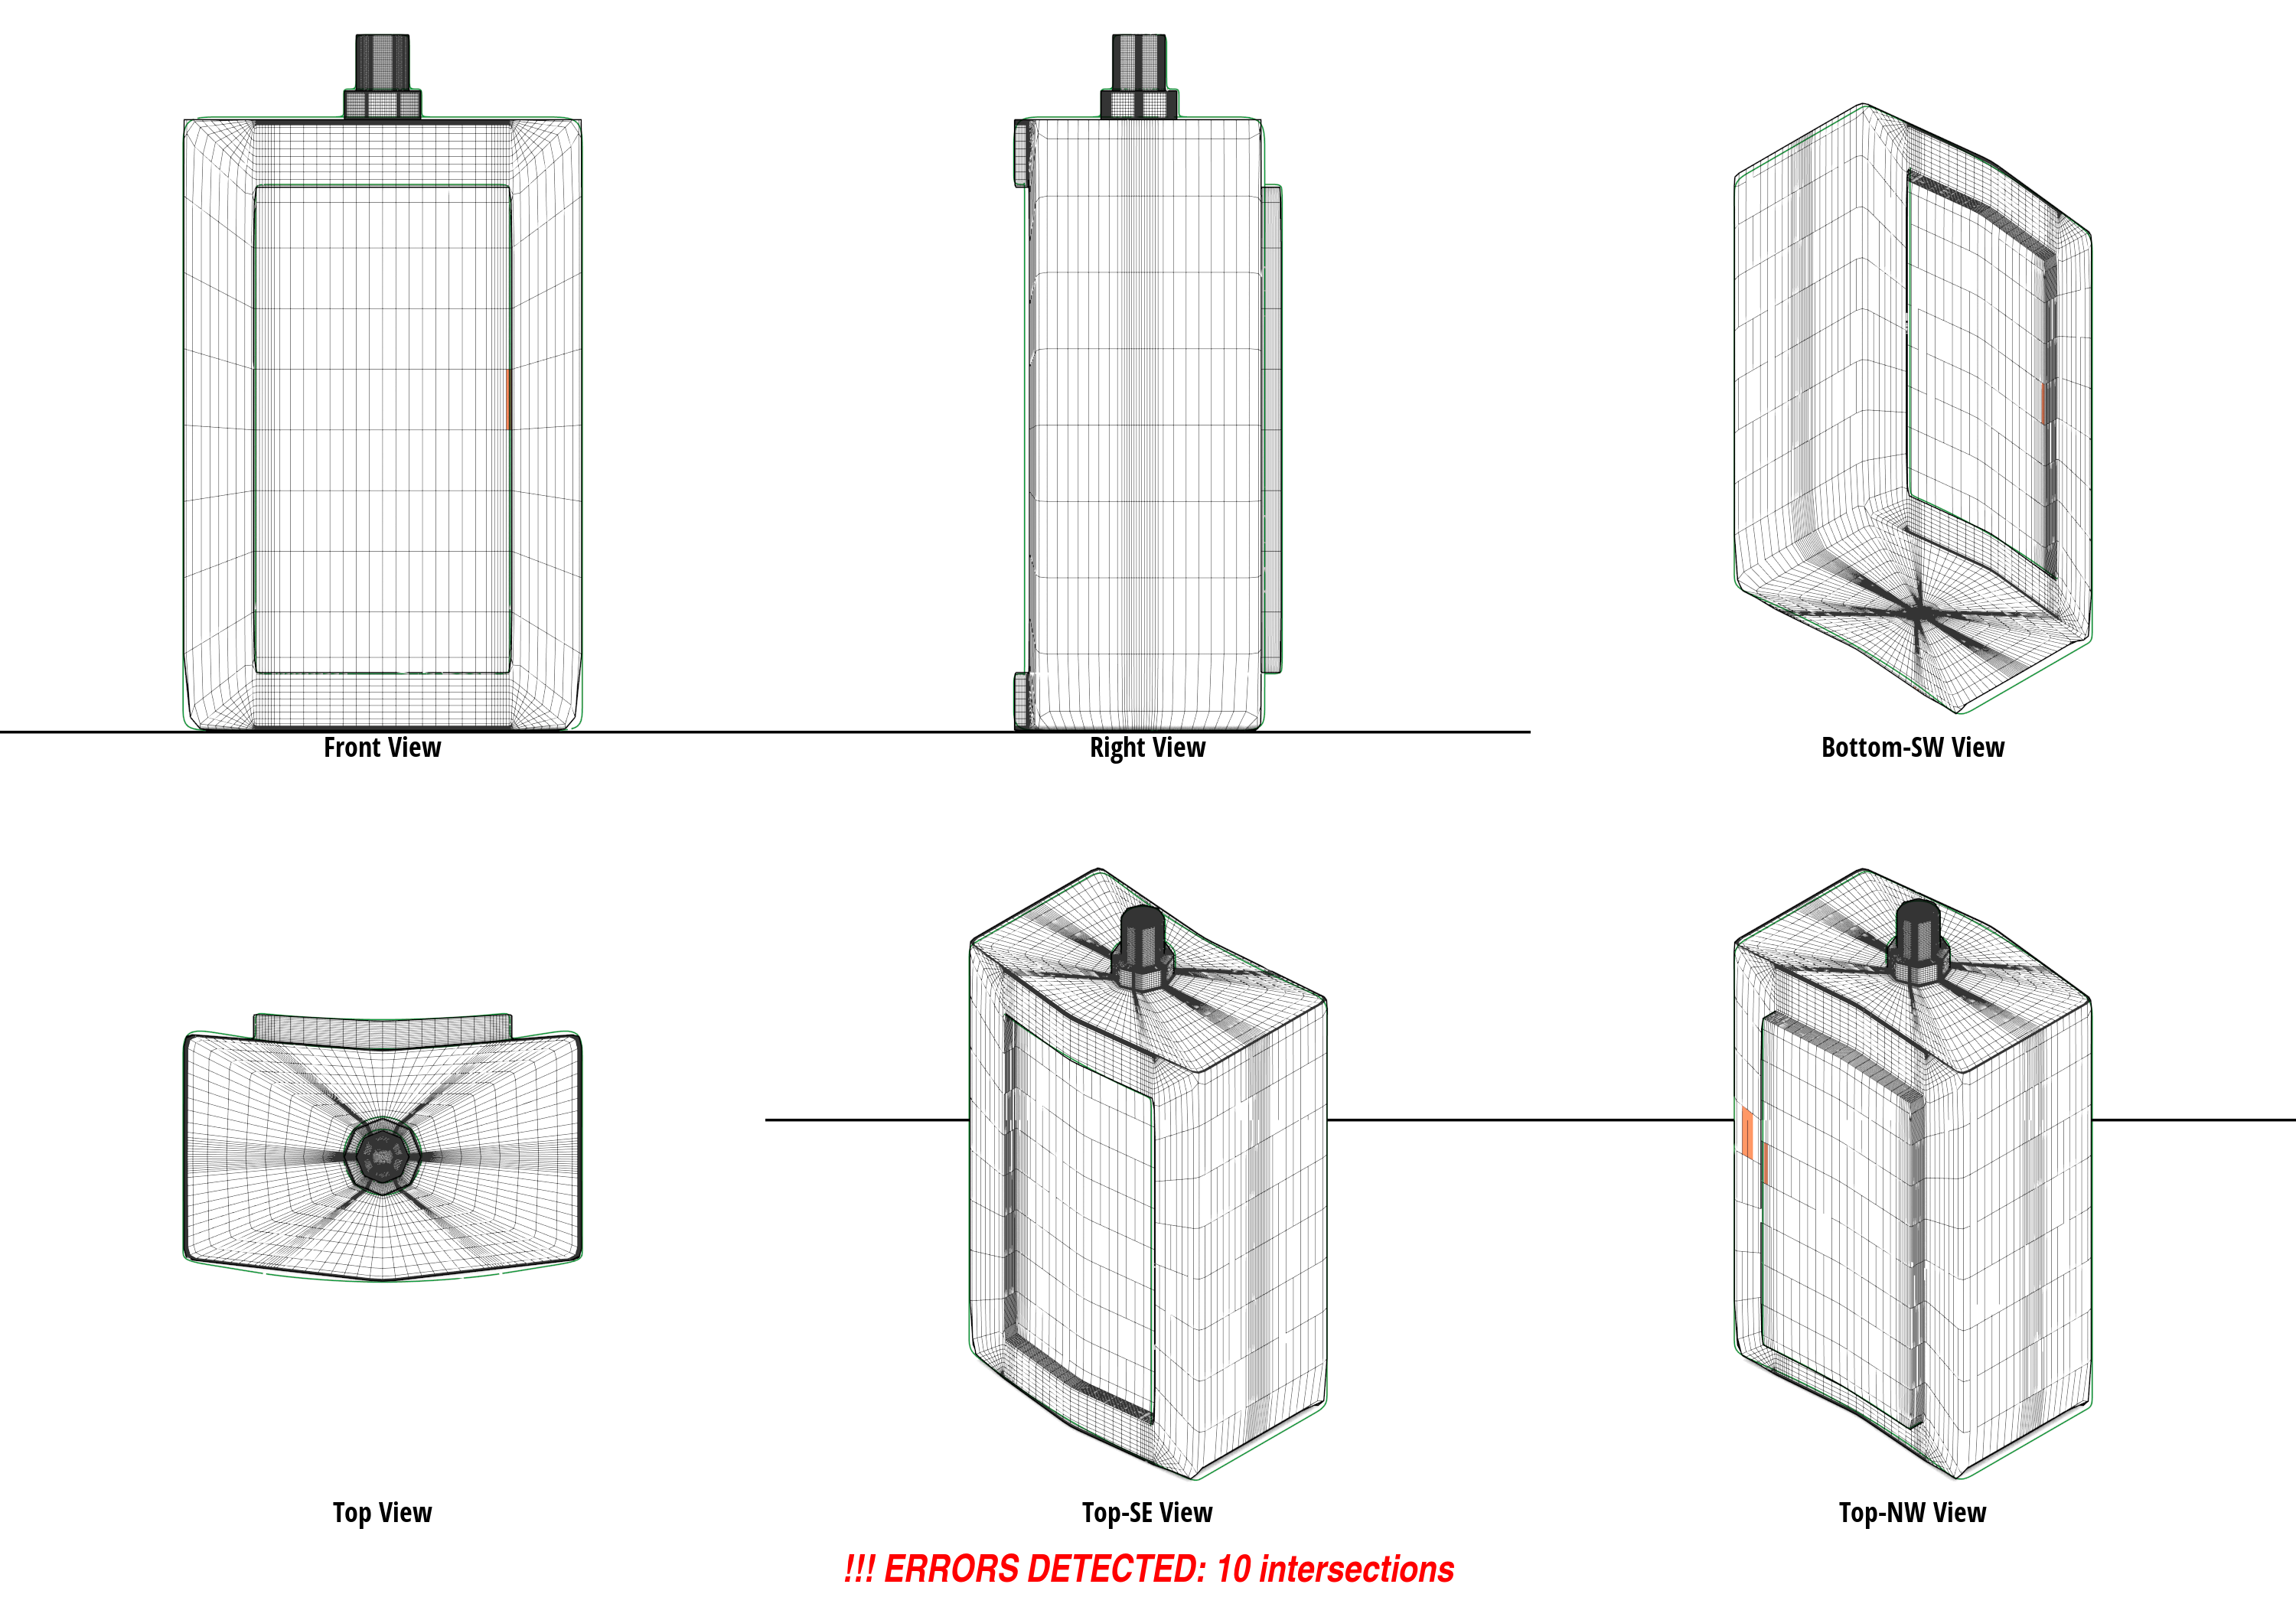 Front View
Right View
Bottom-SW View
Top View
Top-SE View
Top-NW View
!!! ERRORS DETECTED: 10 intersections